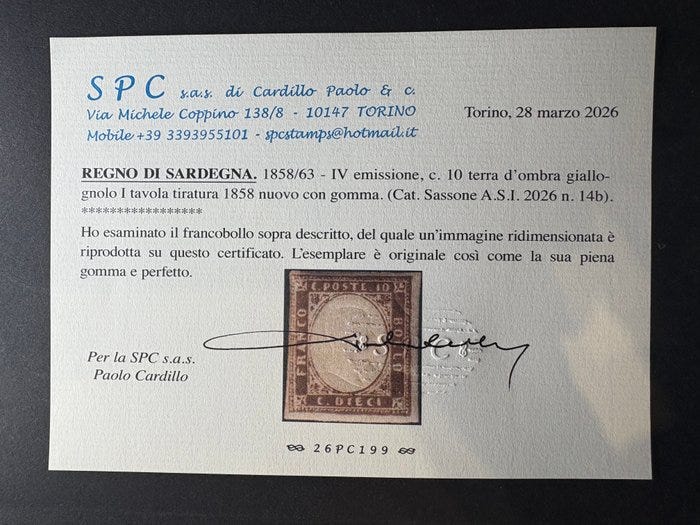 SPC s.a.s. di Cardillo Paolo & c.
Via Michele Coppino 138/8 - 10147 TORINO
Mobile +39 3393955101 - spcstamps@hotmail.it
Torino, 28 marzo 2026
REGNO DI SARDEGNA. 1858/63 - IV emissione, c. 10 terra d'ombra giallo-
gnolo I tavola tiratura 1858 nuovo con gomma. (Cat. Sassone A.S.I. 2026 n. 14b).
******************
Ho esaminato il francobollo sopra descritto, del quale un'immagine ridimensionata è
riprodotta su questo certificato. L'esemplare è originale così come la sua piena
gomma e perfetto.
C. POSTE. 10
FRANCO
BOLLO
C. DIECI
Per la SPC s.a.s.
Paolo Cardillo
26PC199